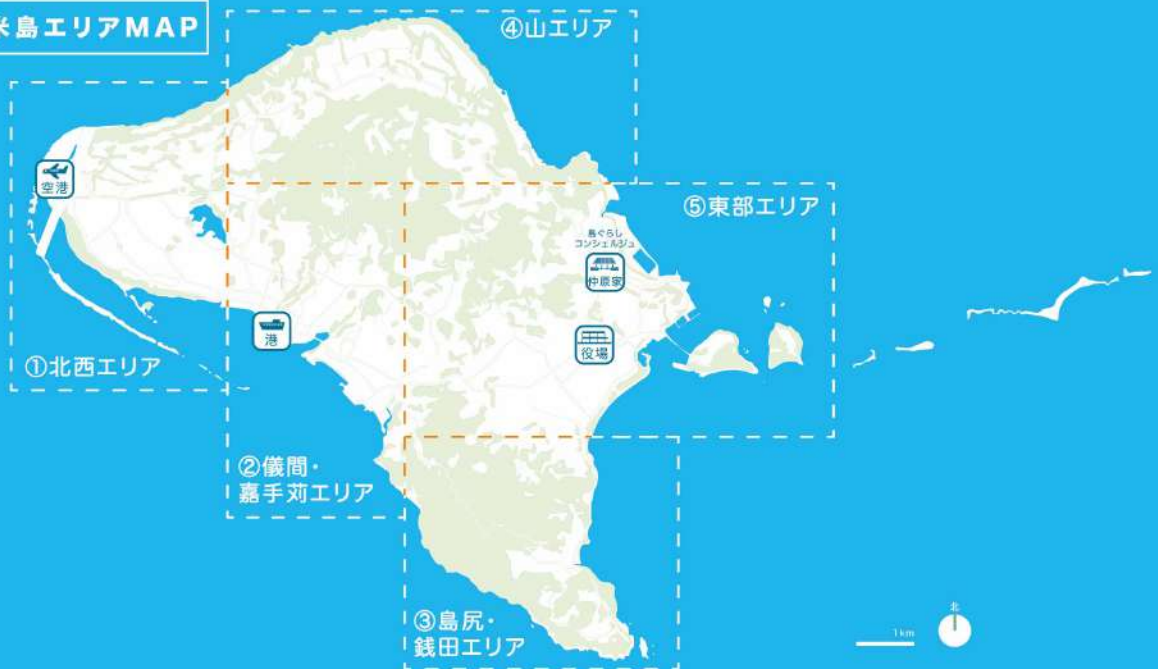 米島エリアMAP
④山エリア
空港
⑤東部エリア
島ぐらし
コンシェルジュ
仲原家
港
役場
①北西エリア
②儀間・
嘉手苅エリア
③島尻・
銭田エリア
北
1km